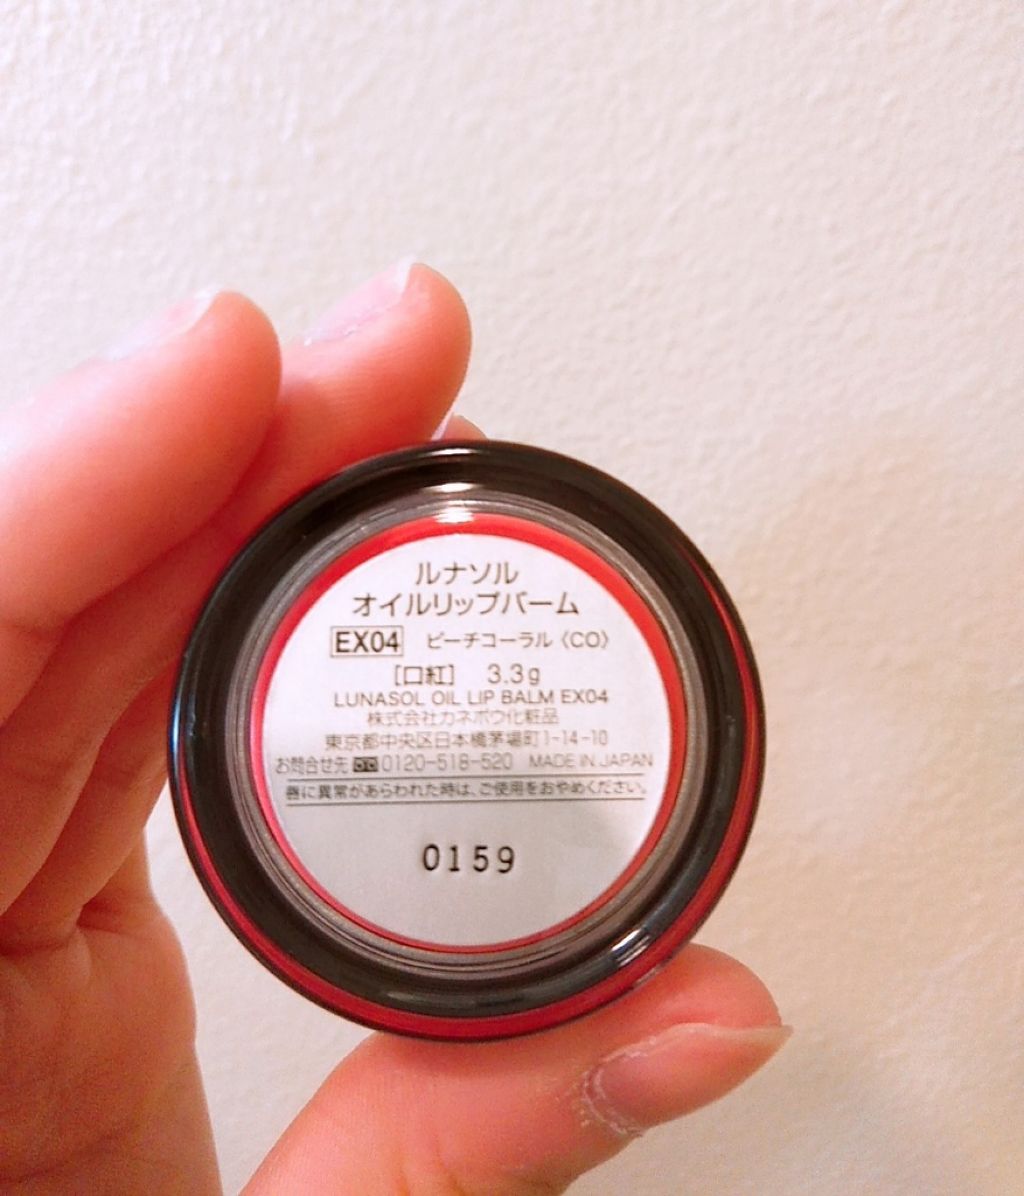 ルナソル
オイルリップバーム
EX04 ピーチコーラル〈CO〉
[口紅] 3.3g
LUNASOL OIL LIP BALM EX04
株式会社カネボウ化粧品
東京都中央区日本橋茅場町1-14-10
お問合せ先 0120-518-520 MADE IN JAPAN
唇に異常があらわれた時は、ご使用をおやめください。
0159